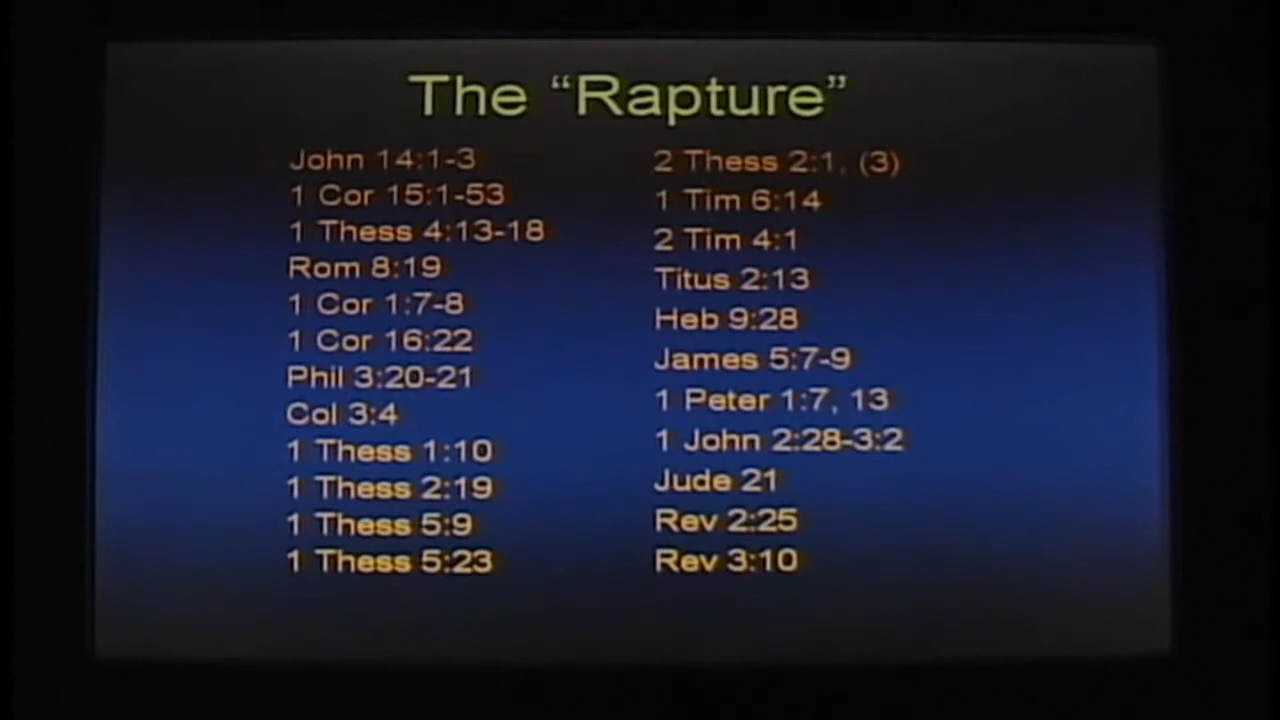 The “Rapture”
John 14:1-3
1 Cor 15:1-53
1 Thess 4:13-18
Rom 8:19
1 Cor 1:7-8
1 Cor 16:22
Phil 3:20-21
Col 3:4
1 Thess 1:10
1 Thess 2:19
1 Thess 5:9
1 Thess 5:23
2 Thess 2:1, (3)
1 Tim 6:14
2 Tim 4:1
Titus 2:13
Heb 9:28
James 5:7-9
1 Peter 1:7, 13
1 John 2:28-3:2
Jude 21
Rev 2:25
Rev 3:10